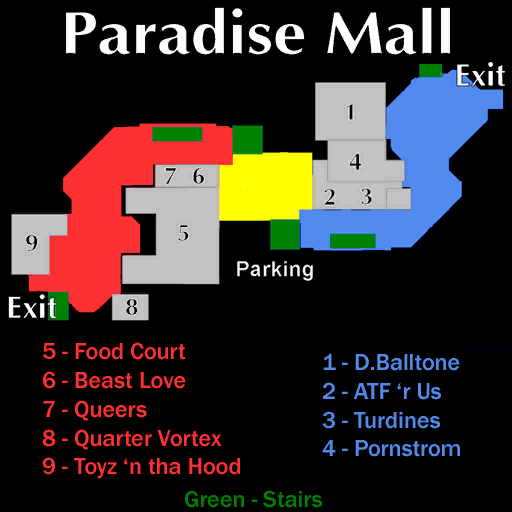 Paradise Mall
Exit
1
4
7 6
2 3
5
9
Parking
Exit
8
5 - Food Court
6 - Beast Love
7 - Queers
8 - Quarter Vortex
9 - Toyz ‘n tha Hood
1 - D.Balltone
2 - ATF ‘r Us
3 - Turdines
4 - Pornstrom
Green - Stairs